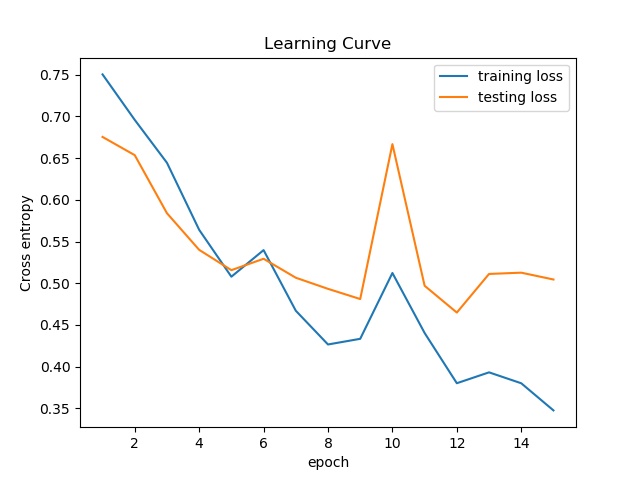 Learning Curve
training loss
testing loss
0.75
0.70
0.65
0.60
0.55
0.50
0.45
0.40
0.35
Cross entropy
2 4 6 8 10 12 14
epoch